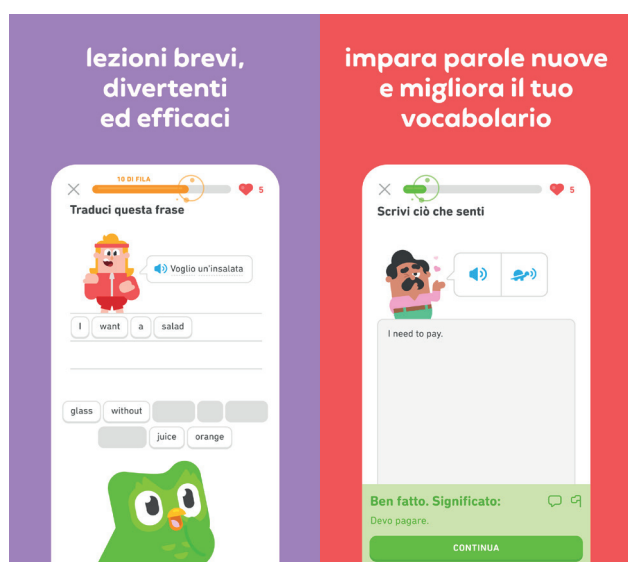 lezioni brevi,
divertenti
ed efficaci
10 DI FILA
5
Traduci questa frase
Voglio un'insalata
I want a salad
glass without
juice orange
impara parole nuove
e migliora il tuo
vocabolario
5
Scrivi ciò che senti
I need to pay.
Ben fatto. Significato:
Devo pagare.
CONTINUA